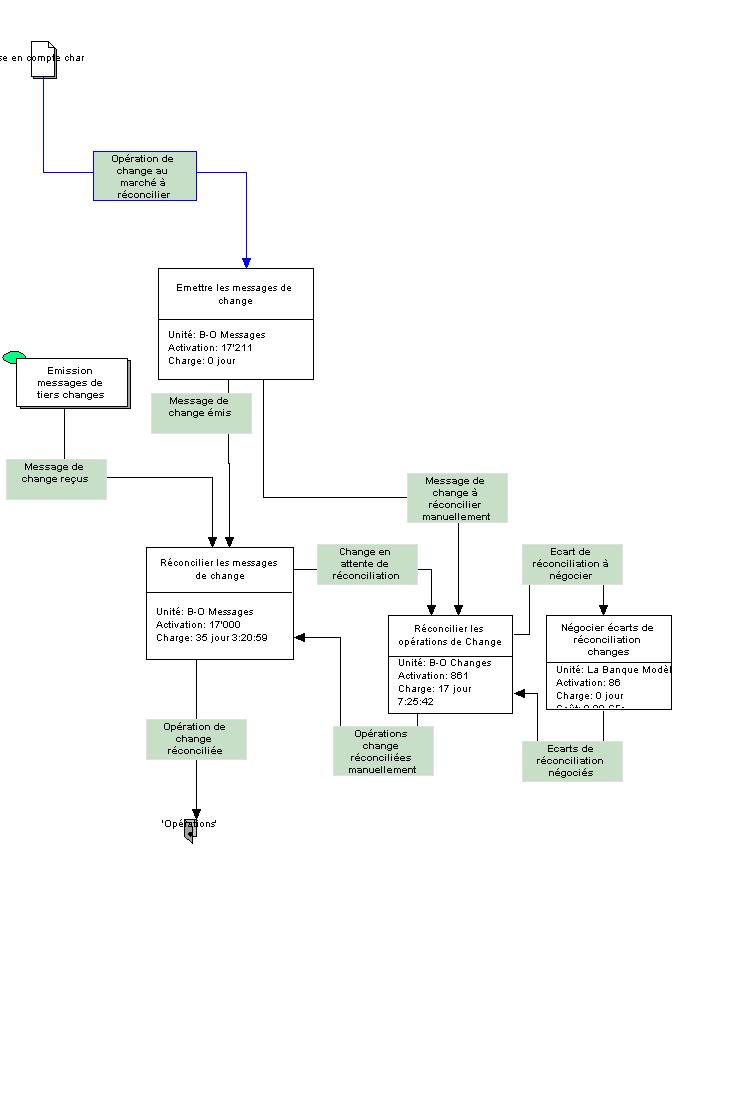 se en compte char
Opération de
change au
marché à
réconcilier
Emettre les messages de
change
Unité: B-O Messages
Activation: 17'211
Charge: 0 jour
Emission
messages de
tiers changes
Message de
change émis
Message de
change reçus
Message de
change à
réconcilier
manuellement
Réconcilier les messages
de change
Unité: B-O Messages
Activation: 17'000
Charge: 35 jour 3:20:59
Change en
attente de
réconciliation
Ecart de
réconciliation à
négocier
Réconcilier les
opérations de Change
Unité: B-O Changes
Activation: 861
Charge: 17 jour
7:25:42
Négocier écarts de
réconciliation
changes
Unité: La Banque Modèl
Activation: 86
Charge: 0 jour
Opération de
change
réconciliée
Opérations
change
réconciliées
manuellement
Ecarts de
réconciliation
négociés
'Opérations'